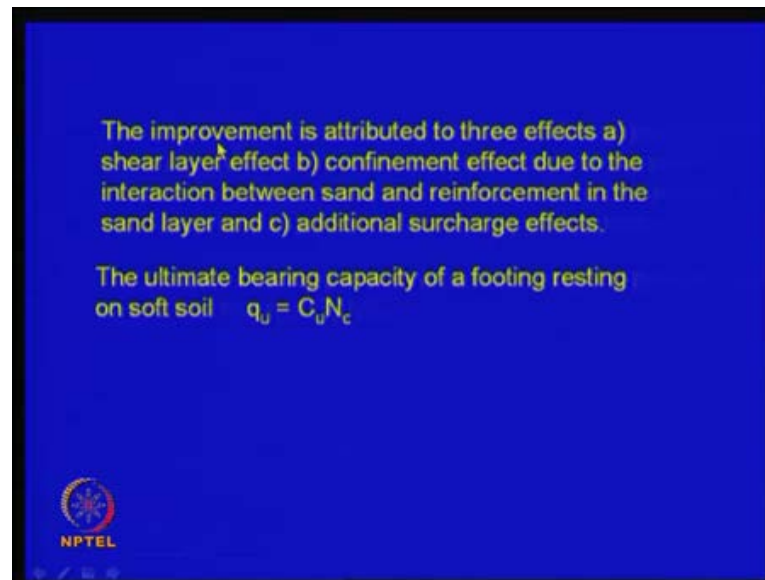 The improvement is attributed to three effects a)
shear layer effect b) confinement effect due to the
interaction between sand and reinforcement in the
sand layer and c) additional surcharge effects.
The ultimate bearing capacity of a footing resting
on soft soil qᵤ = CᵤN꜀
NPTEL